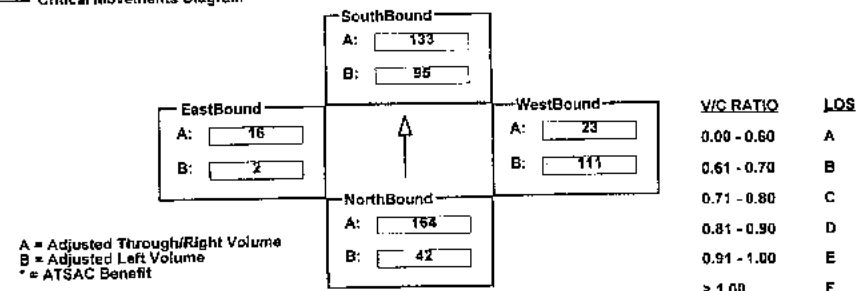 Critical Movements Diagram
SouthBound
A: 133
B: 95
EastBound
A: 16
B: 2
WestBound
A: 23
B: 111
NorthBound
A: 164
B: 42
A = Adjusted Through/Right Volume
B = Adjusted Left Volume
* = ATSAC Benefit
V/C RATIO LOS
0.00 - 0.60 A
0.61 - 0.70 B
0.71 - 0.80 C
0.81 - 0.90 D
0.91 - 1.00 E
> 1.00 F